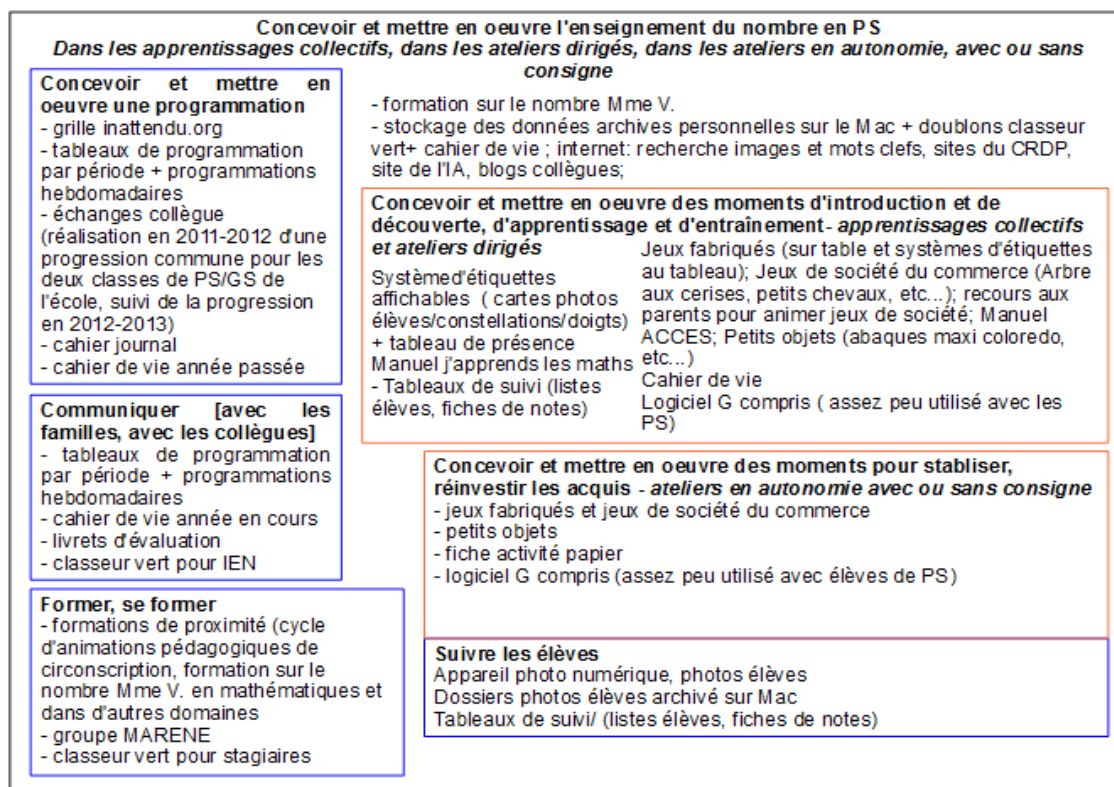 Concevoir et mettre en oeuvre l'enseignement du nombre en PS
Dans les apprentissages collectifs, dans les ateliers dirigés, dans les ateliers en autonomie, avec ou sans
consigne
Concevoir et mettre en
oeuvre une programmation
- grille inattendu.org
- tableaux de programmation
par période + programmations
hebdomadaires
- échanges collègue
(réalisation en 2011-2012 d'une
progression commune pour les
deux classes de PS/GS de
l'école, suivi de la progression
en 2012-2013)
- cahier journal
- cahier de vie année passée
Communiquer [avec les
familles, avec les collègues]
- tableaux de programmation
par période + programmations
hebdomadaires
- cahier de vie année en cours
- livrets d'évaluation
- classeur vert pour IEN
Former, se former
- formations de proximité (cycle
d'animations pédagogiques de
circonscription, formation sur le
nombre Mme V. en mathématiques et
dans d'autres domaines
- groupe MARENE
- classeur vert pour stagiaires
- formation sur le nombre Mme V.
- stockage des données archives personnelles sur le Mac + doublons classeur
vert+ cahier de vie ; internet: recherche images et mots clefs, sites du CRDP,
site de l'IA, blogs collègues;
Concevoir et mettre en oeuvre des moments d'introduction et de
découverte, d'apprentissage et d'entraînement- apprentissages collectifs
et ateliers dirigés
Systèmed'étiquettes
affichables ( cartes photos
élèves/constellations/doigts)
+ tableau de présence
Manuel j'apprends les maths
- Tableaux de suivi (listes
élèves, fiches de notes)
Jeux fabriqués (sur table et systèmes d'étiquettes
au tableau); Jeux de société du commerce (Arbre
aux cerises, petits chevaux, etc...); recours aux
parents pour animer jeux de société; Manuel
ACCES; Petits objets (abaques maxi coloredo,
etc...)
Cahier de vie
Logiciel G compris ( assez peu utilisé avec les
PS)
Concevoir et mettre en oeuvre des moments pour stabliser,
réinvestir les acquis - ateliers en autonomie avec ou sans consigne
- jeux fabriqués et jeux de société du commerce
- petits objets
- fiche activité papier
- logiciel G compris (assez peu utilisé avec élèves de PS)
Suivre les élèves
Appareil photo numérique, photos élèves
Dossiers photos élèves archivé sur Mac
Tableaux de suivi/ (listes élèves, fiches de notes)